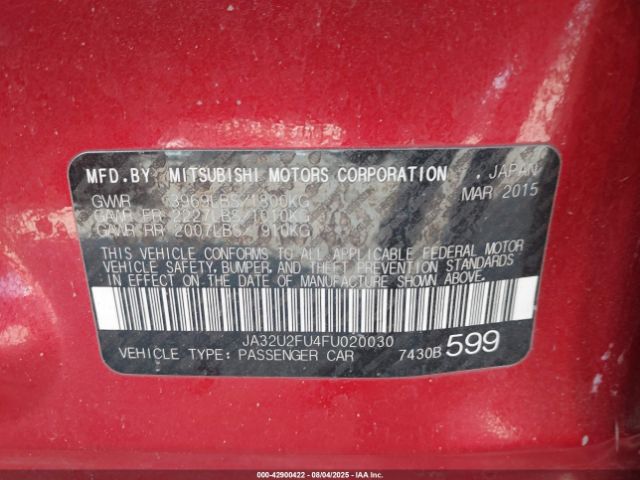 MFD.BY MITSUBISHI MOTORS CORPORATION , JAPAN
MAR 2015
GVWR 3969LBS/1800KG
GAWR FR 2227LBS/1010KG
GAWR RR 2007LBS/910KG
THIS VEHICLE CONFORMS TO ALL APPLICABLE FEDERAL MOTOR
VEHICLE SAFETY, BUMPER, AND THEFT PREVENTION STANDARDS
IN EFFECT ON THE DATE OF MANUFACTURE SHOWN ABOVE.
JA32U2FU4FU020030
VEHICLE TYPE: PASSENGER CAR 7430B 599
000-42900422 - 08/04/2025 - IAAI.COM